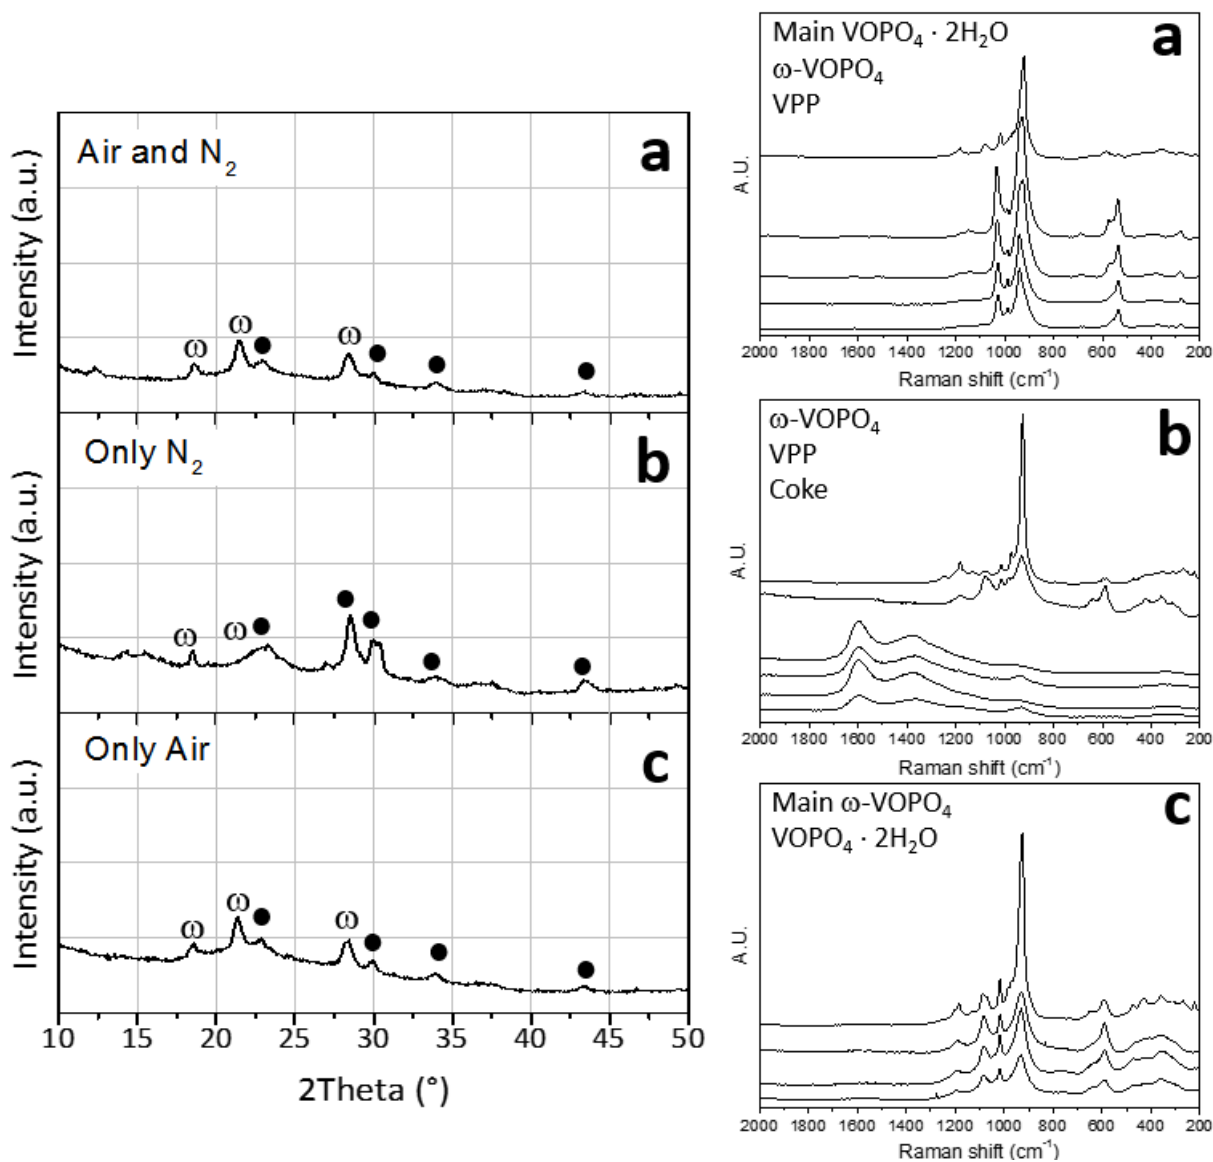 Air and N₂
a
Intensity (a.u.)
ω
ω
ω
Only N₂
b
Intensity (a.u.)
ω
ω
Only Air
c
Intensity (a.u.)
ω
ω
ω
10 15 20 25 30 35 40 45 50
2Theta (°)
Main VOPO₄ · 2H₂O
ω-VOPO₄
VPP
a
A.U.
2000 1800 1600 1400 1200 1000 800 600 400 200
Raman shift (cm⁻¹)
ω-VOPO₄
VPP
Coke
b
A.U.
2000 1800 1600 1400 1200 1000 800 600 400 200
Raman shift (cm⁻¹)
Main ω-VOPO₄
VOPO₄ · 2H₂O
c
A.U.
2000 1800 1600 1400 1200 1000 800 600 400 200
Raman shift (cm⁻¹)